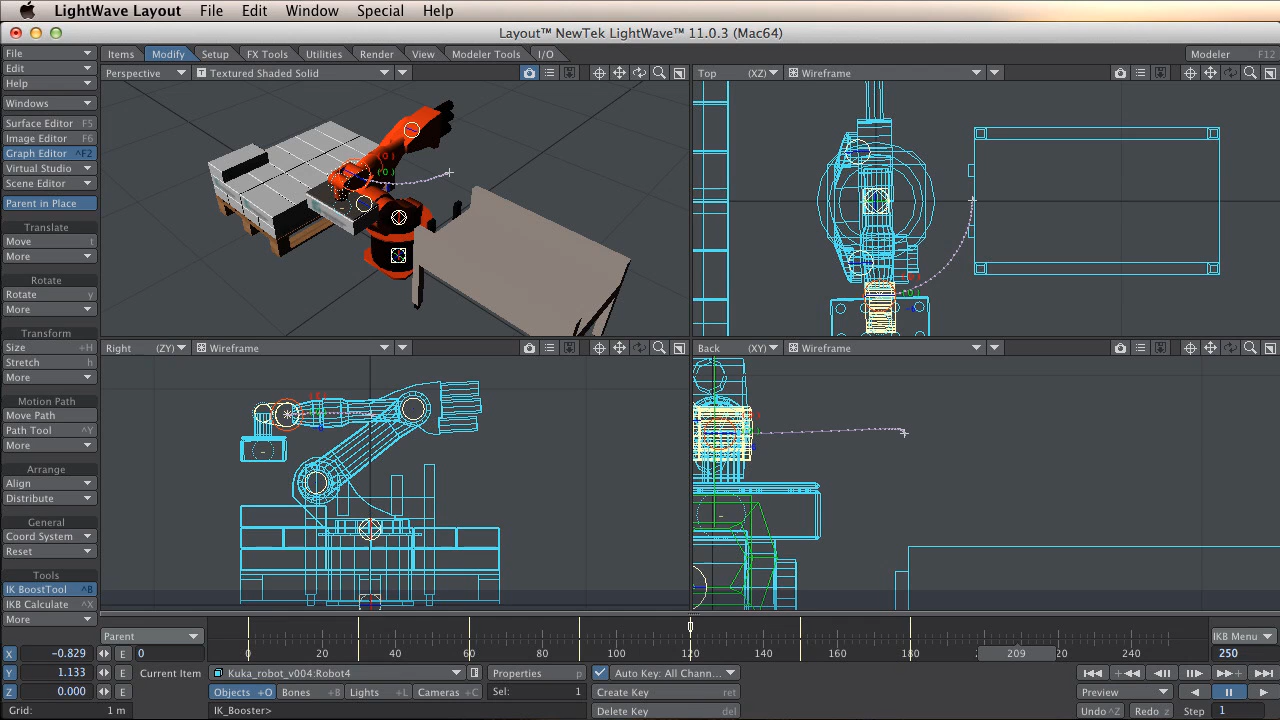 LightWave Layout File Edit Window Special Help
Layout™ NewTek LightWave™ 11.0.3 (Mac64)
File Items Modify Setup FX Tools Utilities Render View Modeler Tools I/O Modeler F12
Edit Perspective Textured Shaded Solid Top (XZ) Wireframe
Help
Windows
Surface Editor F5
Image Editor F6
Graph Editor ^F2
Virtual Studio
Scene Editor
Parent in Place
Translate
Move t
More
Rotate
Rotate y
More
Transform
Size +H
Right (ZY) Wireframe Back (XY) Wireframe
Stretch h
More
Motion Path
Move Path
Path Tool ^Y
More
Arrange
Align
Distribute
General
Coord System
Reset
Tools
IK BoostTool ^B
IKB Calculate ^X
More
Parent IKB Menu
X -0.829 E 0 0 20 40 60 80 100 120 140 160 180 209 240 250
Y 1.133 E Current Item Kuka_robot_v004:Robot4 Properties p Auto Key: All Chann...
Z 0.000 E Objects +O Bones +B Lights +L Cameras +C Sel: 1 Create Key ret Preview
Grid: 1 m IK_Booster> Delete Key del Undo ^Z Redo z Step 1